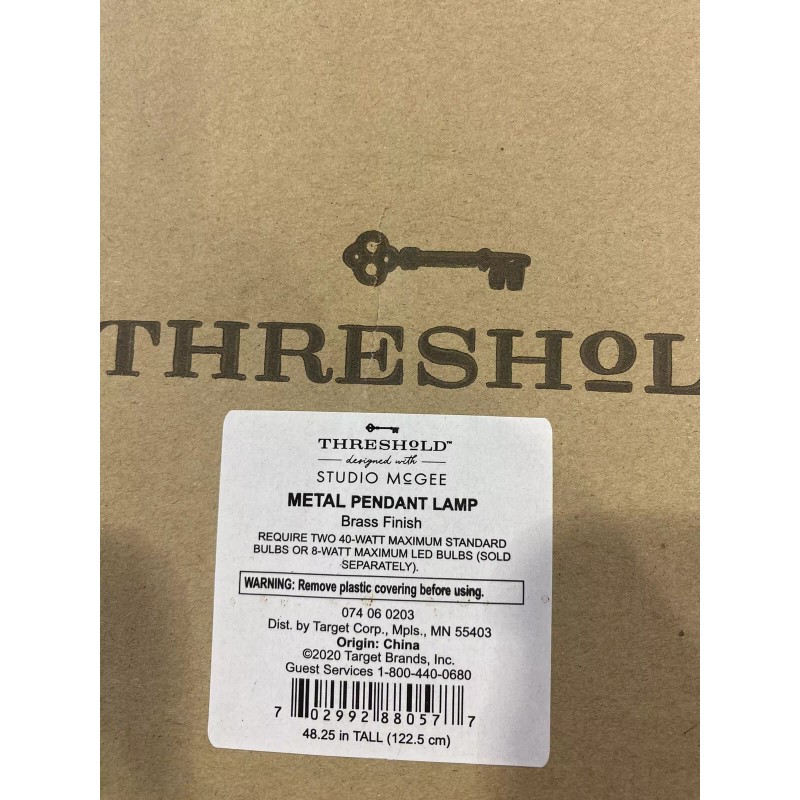 THRESHOL
THRESHOLD™
designed with
STUDIO McGEE
METAL PENDANT LAMP
Brass Finish
REQUIRE TWO 40-WATT MAXIMUM STANDARD
BULBS OR 8-WATT MAXIMUM LED BULBS (SOLD
SEPARATELY).
WARNING: Remove plastic covering before using.
074 06 0203
Dist. by Target Corp., Mpls., MN 55403
Origin: China
©2020 Target Brands, Inc.
Guest Services 1-800-440-0680
7 02992 88057 7
48.25 in TALL (122.5 cm)